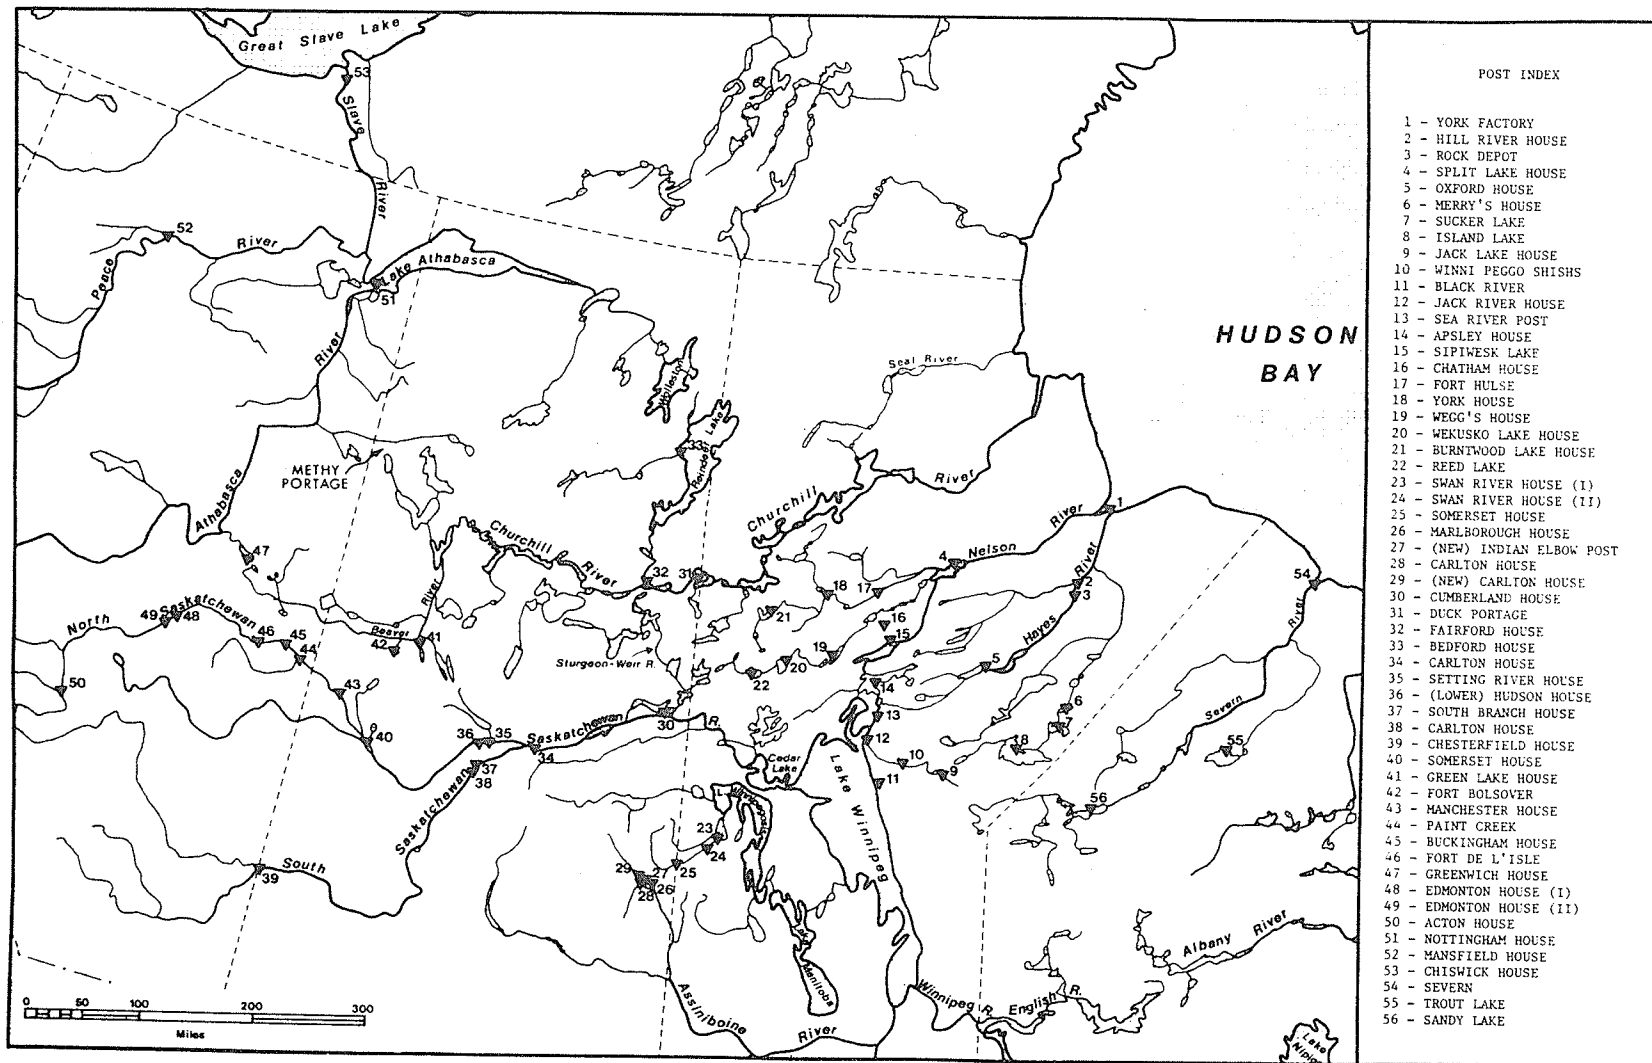 Great Slave Lake
53
Slave
River
52
River
Peace
Lake Athabasca
51
River
Wollaston
Seal River
HUDSON
BAY
Reindeer Lake
33
METHY
PORTAGE
Athabasca
Churchill
River
Churchill
River
River
1
Nelson
4
47
32
31
18
17
2
3
River
54
River
Hayes
21
16
15
North
Saskatchewan
49
48
46
45
44
River
Beaver
42
41
Sturgeon-Weir R.
19
20
22
5
50
43
14
13
6
7
Severn
40
36
35
Saskatchewan
34
30
R.
12
10
9
8
55
37
38
Cedar
Lake
11
56
Saskatchewan
L. Winnipegosis
Lake Winnipeg
23
24
South
39
29
27
25
28
26
Lake
Manitoba
Albany River
Assiniboine
River
Winnipeg R.
English R.
Lake
0 50 100 200 300
Miles
POST INDEX
1 - YORK FACTORY
2 - HILL RIVER HOUSE
3 - ROCK DEPOT
4 - SPLIT LAKE HOUSE
5 - OXFORD HOUSE
6 - MERRY'S HOUSE
7 - SUCKER LAKE
8 - ISLAND LAKE
9 - JACK LAKE HOUSE
10 - WINNI PEGGO SHISHS
11 - BLACK RIVER
12 - JACK RIVER HOUSE
13 - SEA RIVER POST
14 - APSLEY HOUSE
15 - SIPIWESK LAKE
16 - CHATHAM HOUSE
17 - FORT HULSE
18 - YORK HOUSE
19 - WEGG'S HOUSE
20 - WEKUSKO LAKE HOUSE
21 - BURNTWOOD LAKE HOUSE
22 - REED LAKE
23 - SWAN RIVER HOUSE (I)
24 - SWAN RIVER HOUSE (II)
25 - SOMERSET HOUSE
26 - MARLBOROUGH HOUSE
27 - (NEW) INDIAN ELBOW POST
28 - CARLTON HOUSE
29 - (NEW) CARLTON HOUSE
30 - CUMBERLAND HOUSE
31 - DUCK PORTAGE
32 - FAIRFORD HOUSE
33 - BEDFORD HOUSE
34 - CARLTON HOUSE
35 - SETTING RIVER HOUSE
36 - (LOWER) HUDSON HOUSE
37 - SOUTH BRANCH HOUSE
38 - CARLTON HOUSE
39 - CHESTERFIELD HOUSE
40 - SOMERSET HOUSE
41 - GREEN LAKE HOUSE
42 - FORT BOLSOVER
43 - MANCHESTER HOUSE
44 - PAINT CREEK
45 - BUCKINGHAM HOUSE
46 - FORT DE L'ISLE
47 - GREENWICH HOUSE
48 - EDMONTON HOUSE (I)
49 - EDMONTON HOUSE (II)
50 - ACTON HOUSE
51 - NOTTINGHAM HOUSE
52 - MANSFIELD HOUSE
53 - CHISWICK HOUSE
54 - SEVERN
55 - TROUT LAKE
56 - SANDY LAKE